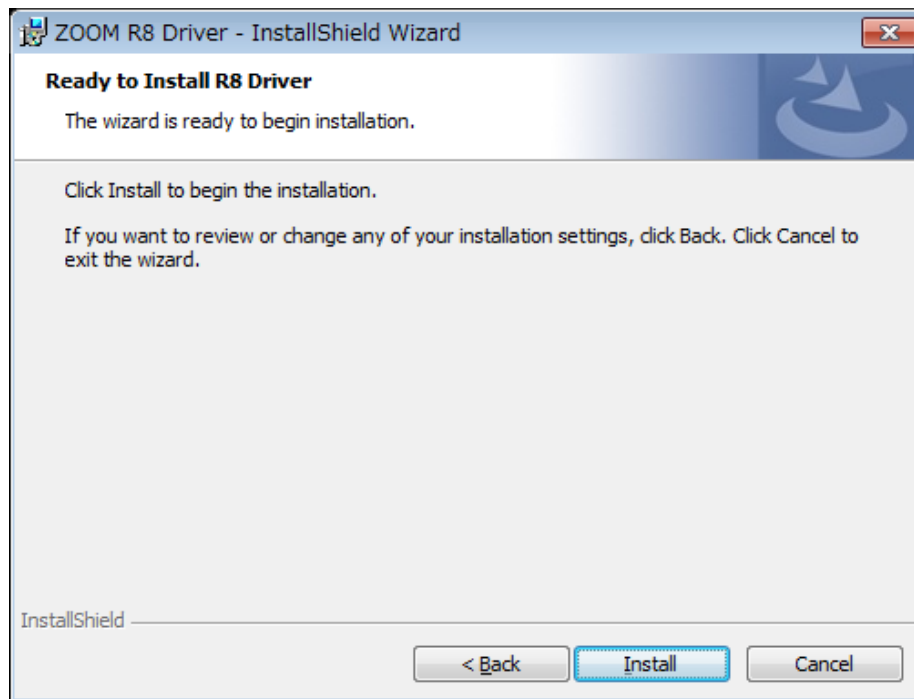 ZOOM R8 Driver - InstallShield Wizard
Ready to Install R8 Driver
The wizard is ready to begin installation.
Click Install to begin the installation.
If you want to review or change any of your installation settings, click Back. Click Cancel to
exit the wizard.
InstallShield
< Back
Install
Cancel